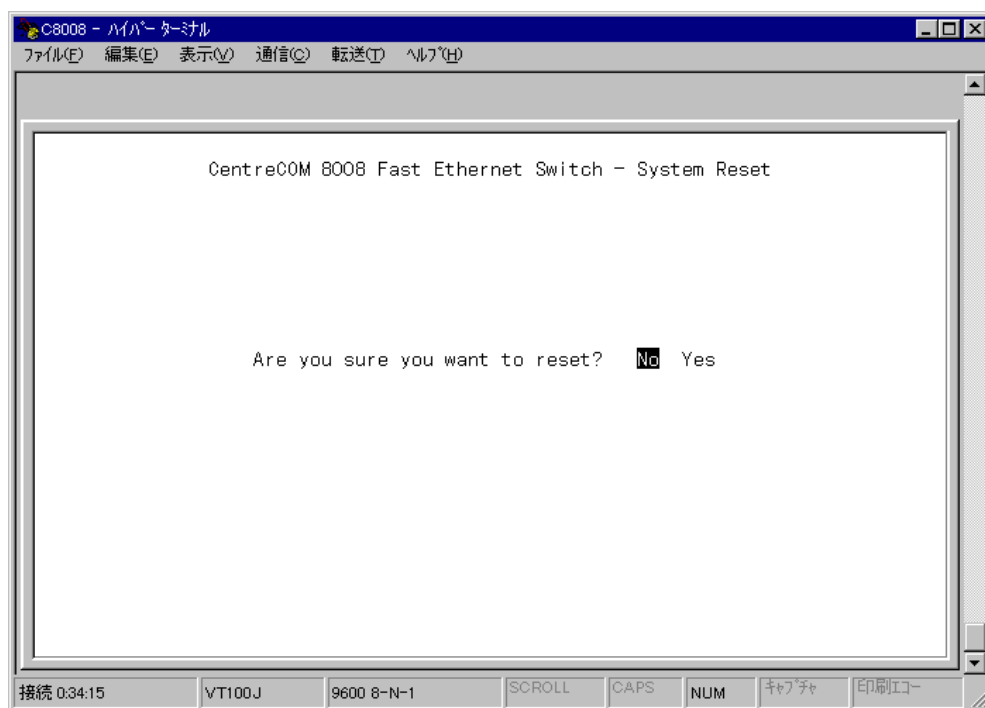 C8008 - ハイパー ターミナル
ファイル(F) 編集(E) 表示(V) 通信(C) 転送(T) ヘルプ(H)
CentreCOM 8008 Fast Ethernet Switch - System Reset
Are you sure you want to reset? No Yes
接続 0:34:15 VT100J 9600 8-N-1 SCROLL CAPS NUM キャプチャ 印刷エコー